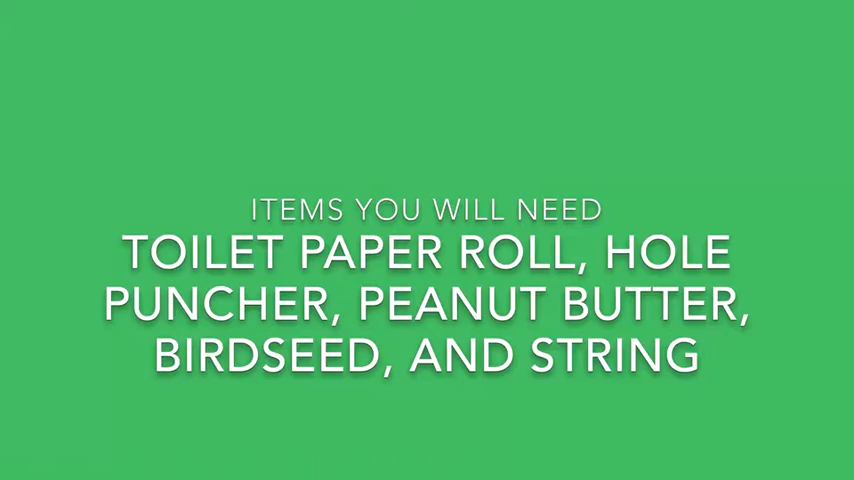 ITEMS YOU WILL NEED
TOILET PAPER ROLL, HOLE
PUNCHER, PEANUT BUTTER,
BIRDSEED, AND STRING